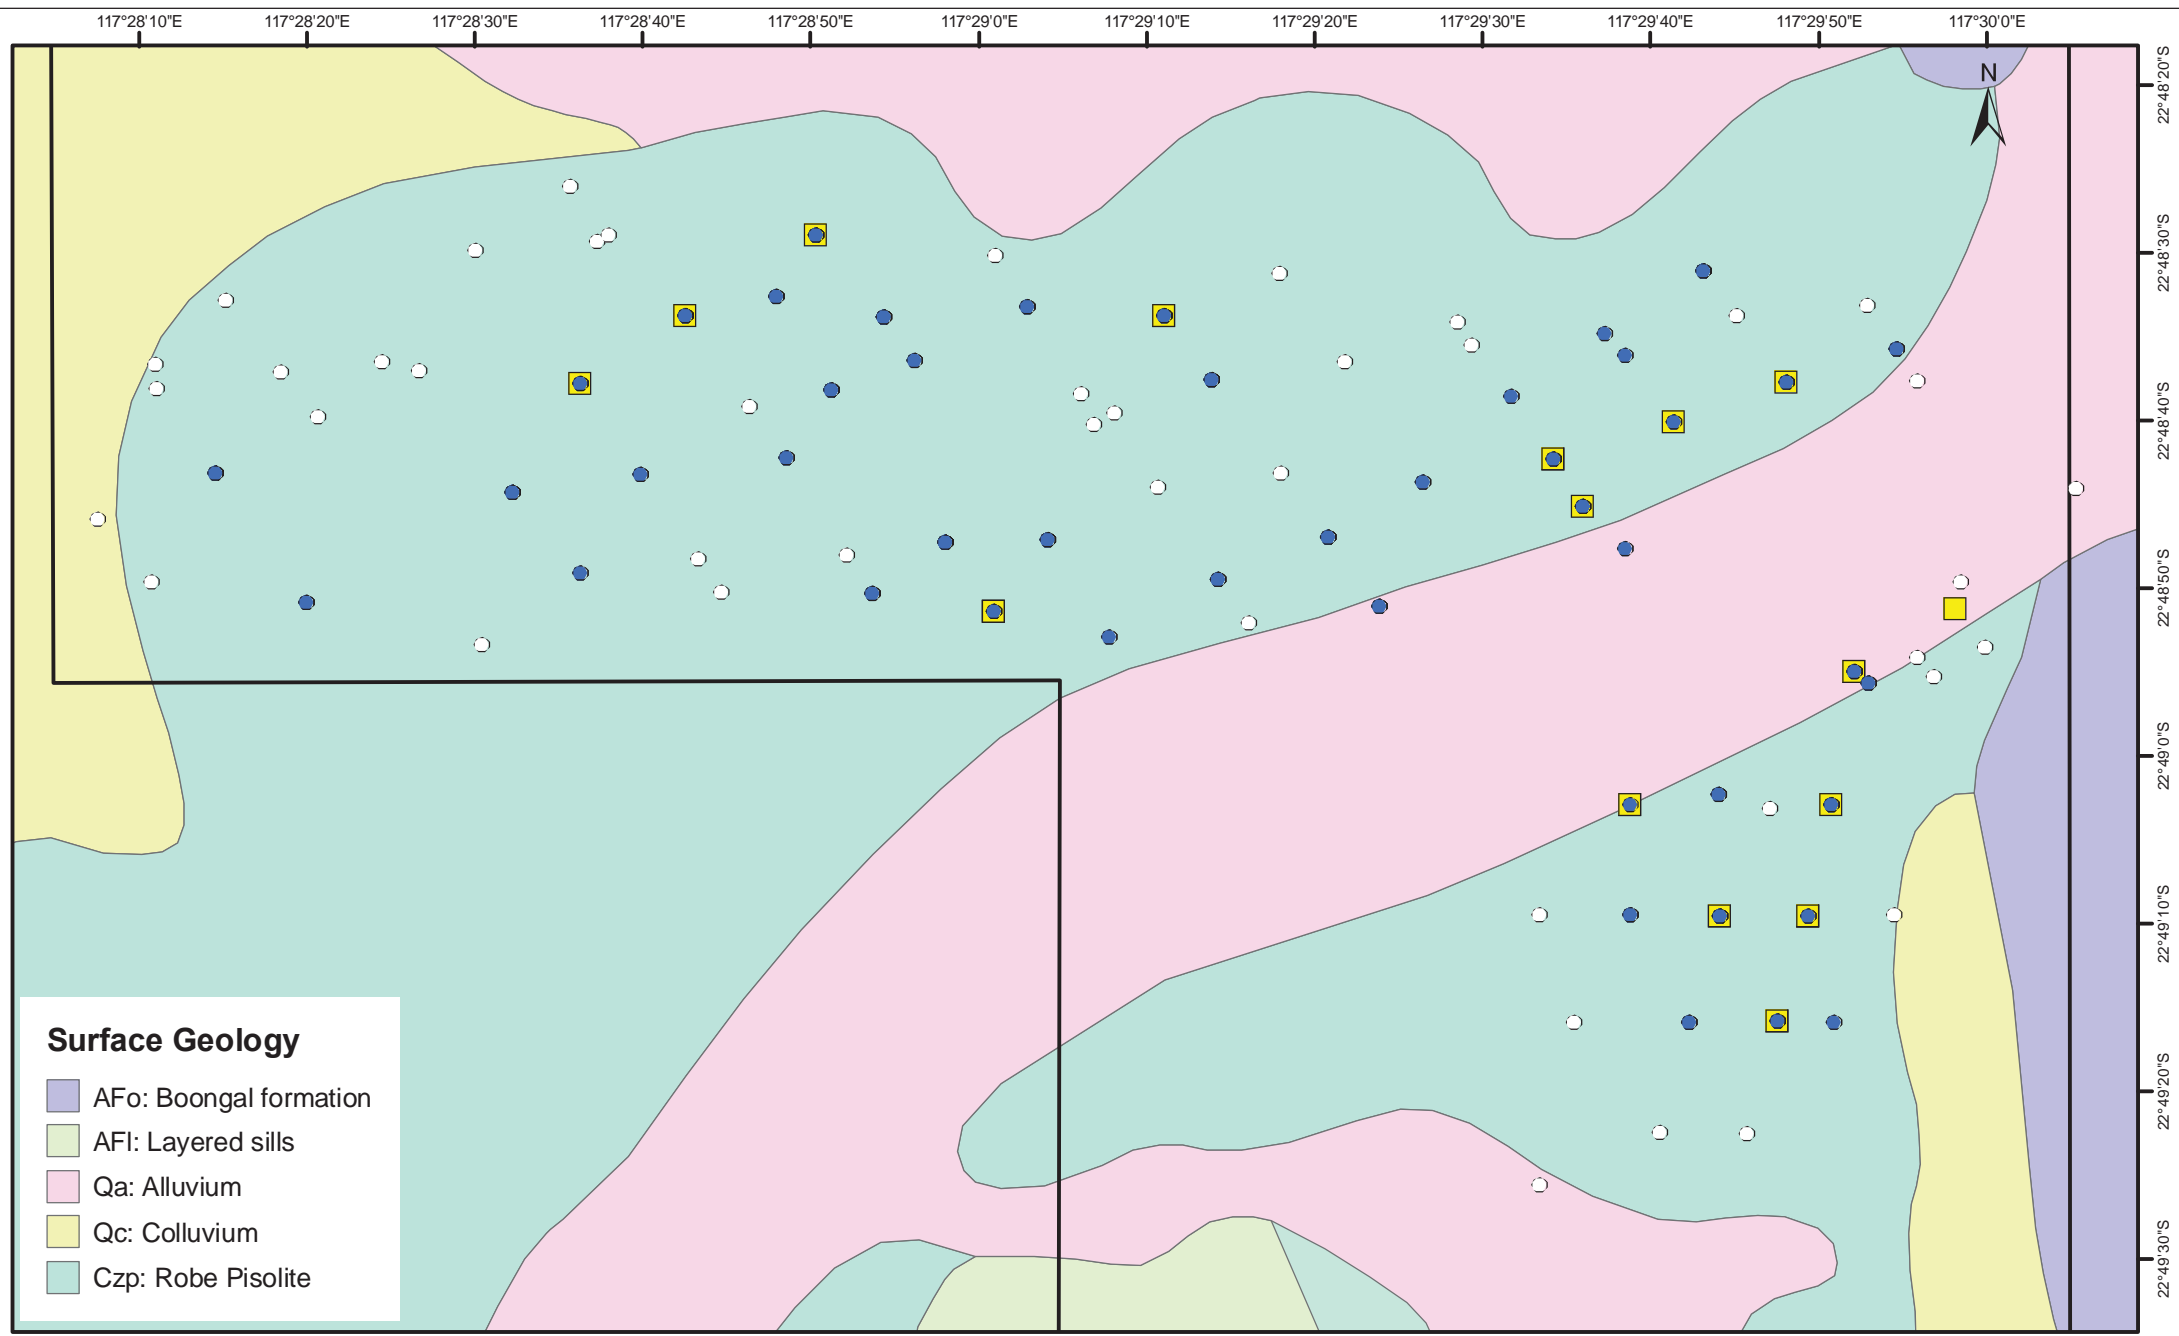 117°28'10"E
117°28'20"E
117°28'30"E
117°28'40"E
117°28'50"E
117°29'0"E
117°29'10"E
117°29'20"E
117°29'30"E
117°29'40"E
117°29'50"E
117°30'0"E
N
22°48'20"S
22°48'30"S
22°48'40"S
22°48'50"S
22°49'0"S
22°49'10"S
22°49'20"S
22°49'30"S
Surface Geology
AFo: Boongal formation
AFl: Layered sills
Qa: Alluvium
Qc: Colluvium
Czp: Robe Pisolite